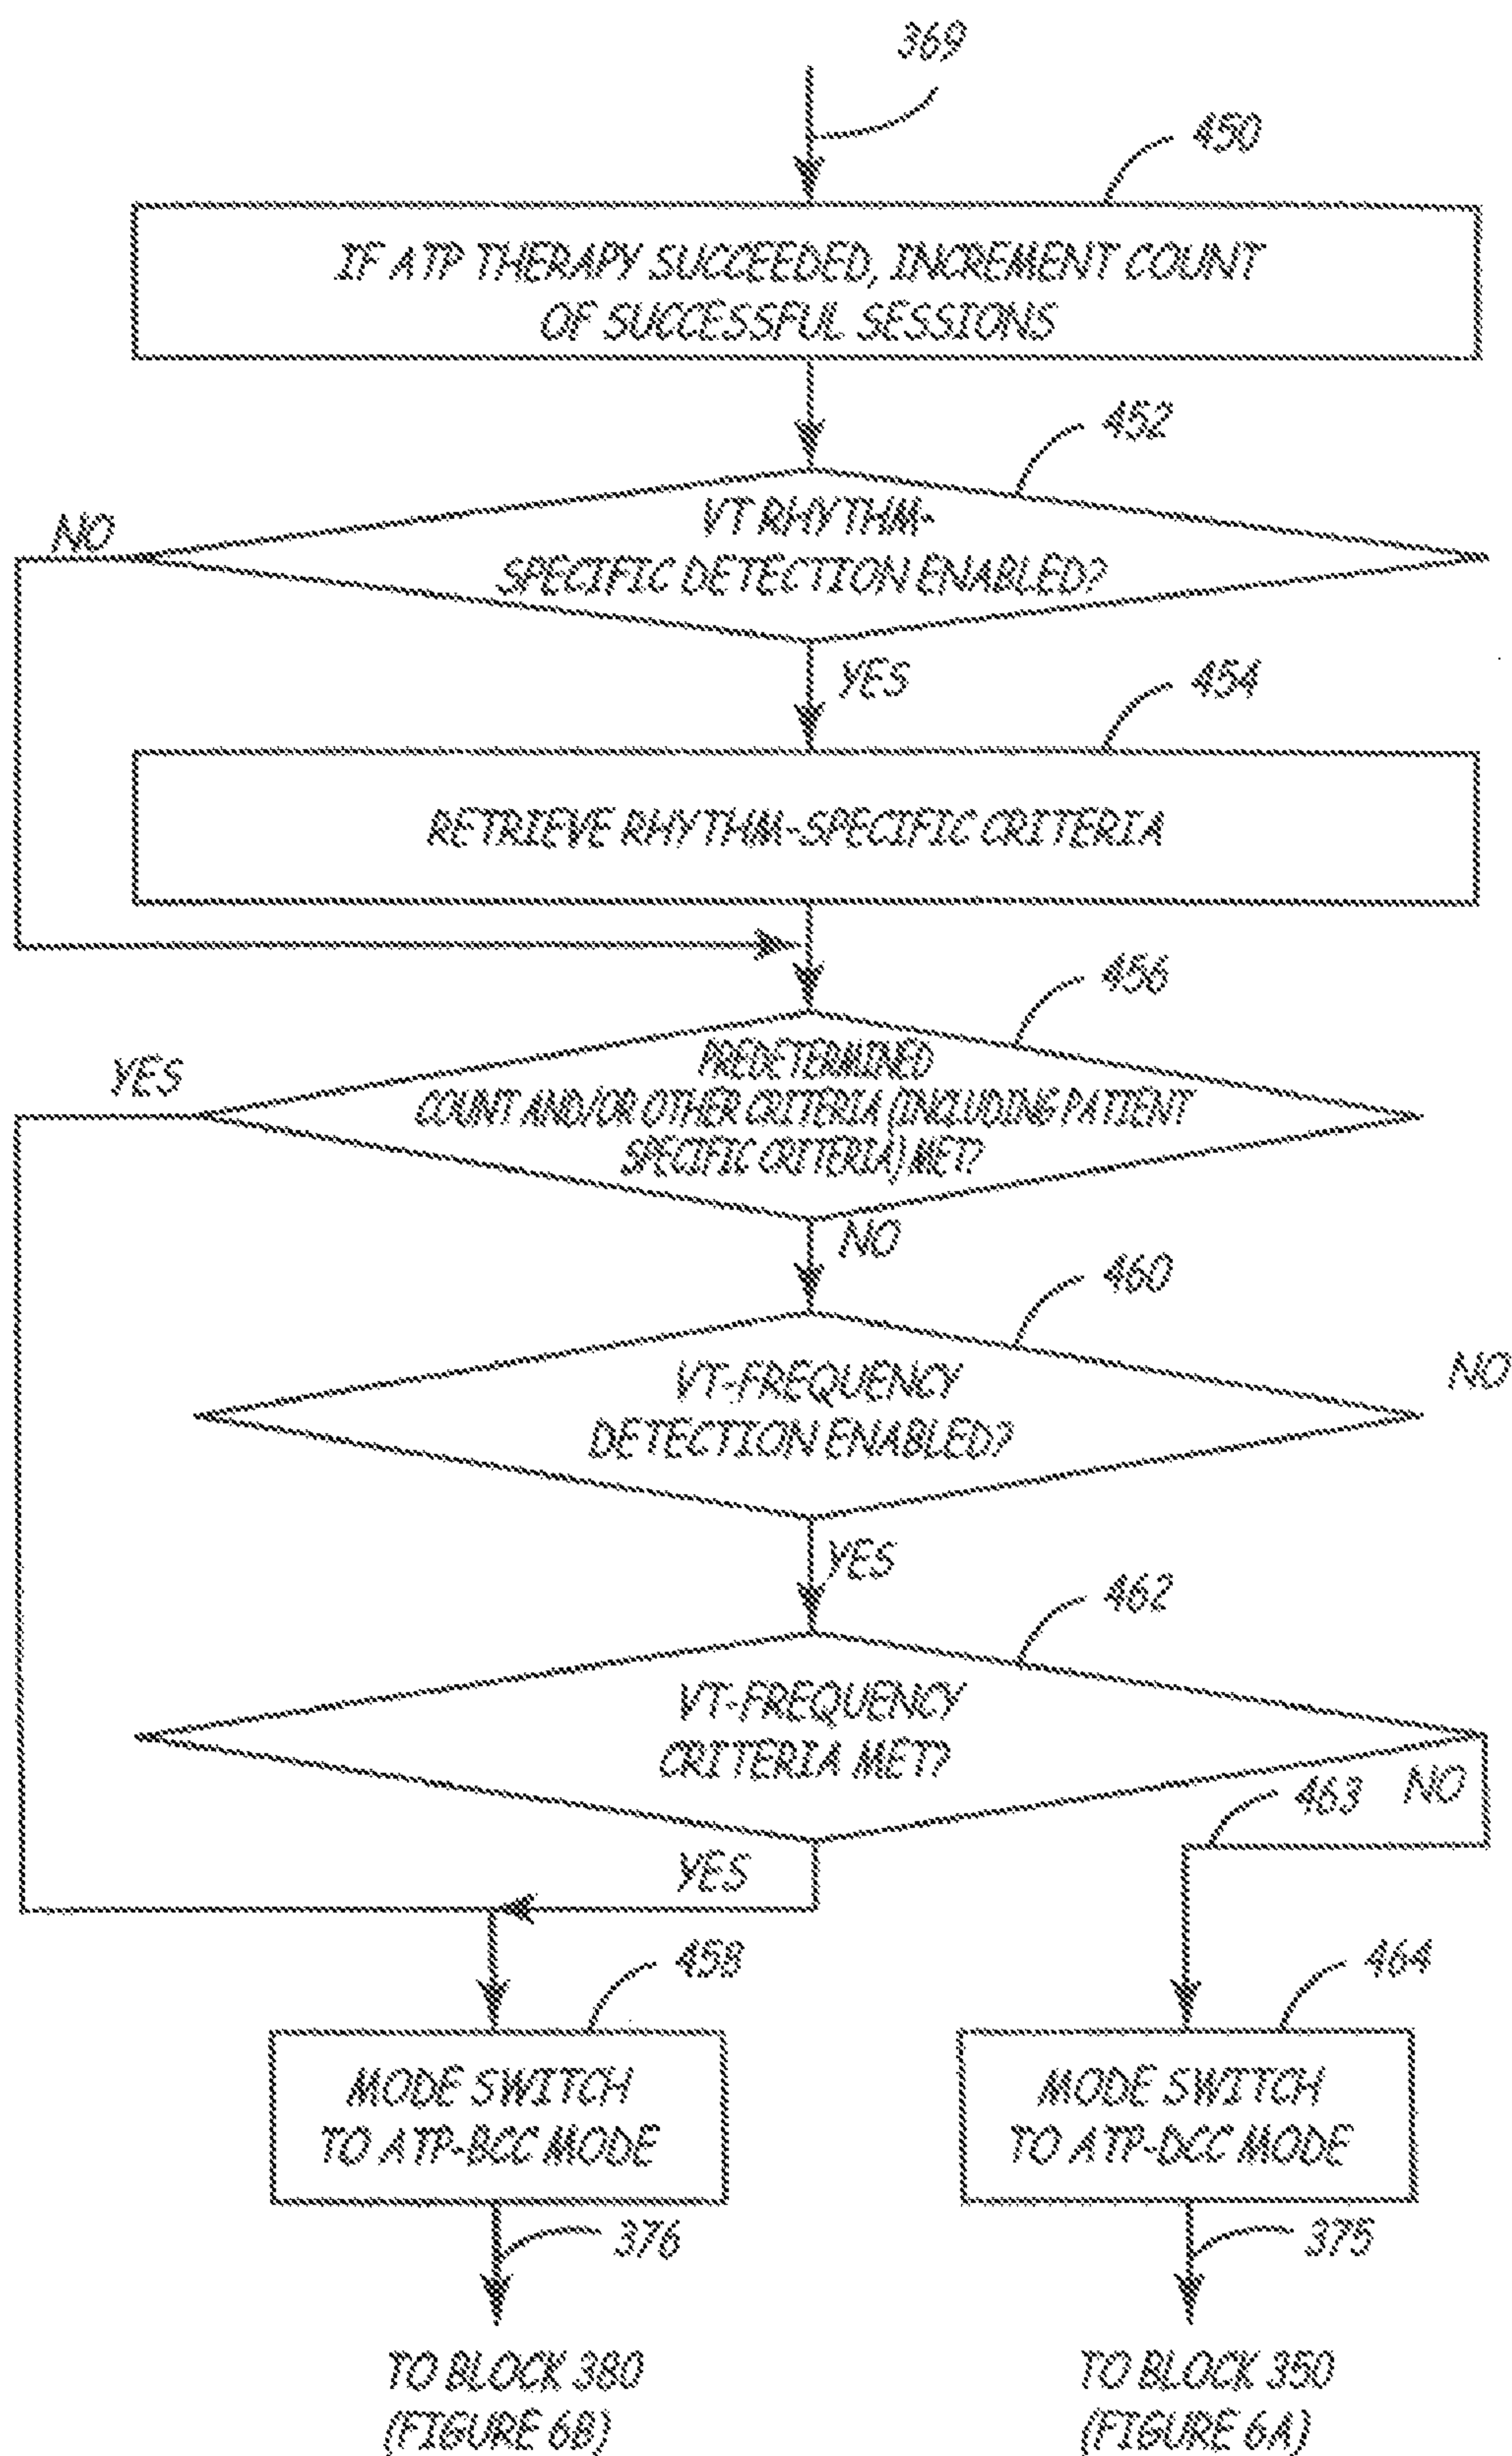 369
450
IF ATP THERAPY SUCCEEDED, INCREMENT COUNT
OF SUCCESSFUL SESSIONS
452
NO
VT RHYTHM-
SPECIFIC DETECTION ENABLED?
YES
454
RETRIEVE RHYTHM-SPECIFIC CRITERIA
456
YES
PREDETERMINED
COUNT AND/OR OTHER CRITERIA (INCLUDING PATIENT
SPECIFIC CRITERIA) MET?
NO
460
NO
VT-FREQUENCY
DETECTION ENABLED?
YES
462
VT-FREQUENCY
CRITERIA MET?
463
NO
YES
458
464
MODE SWITCH
TO ATP-BCC MODE
MODE SWITCH
TO ATP-DCC MODE
376
375
TO BLOCK 380
(FIGURE 6B)
TO BLOCK 350
(FIGURE 6A)